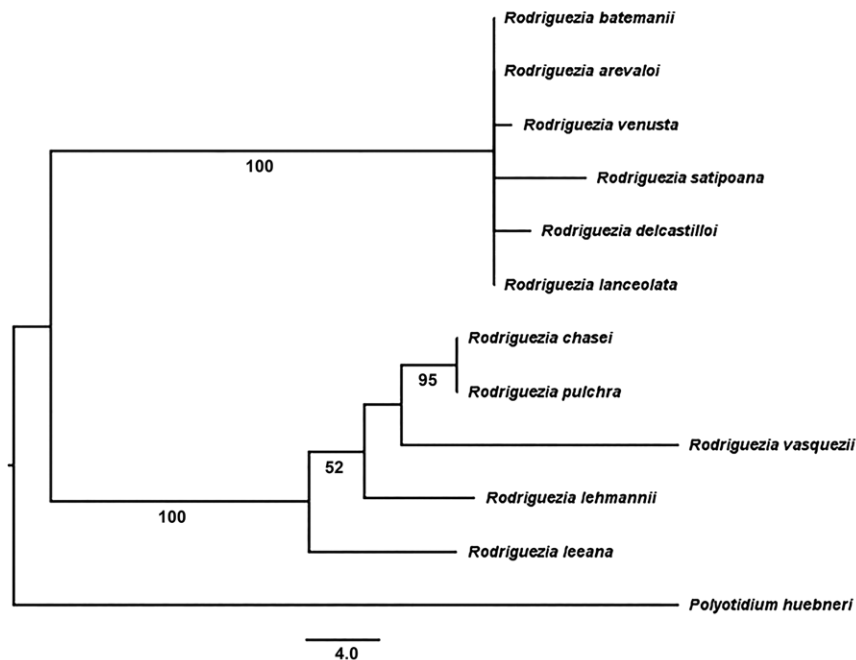 Rodriguezia batemanii
Rodriguezia arevaloi
Rodriguezia venusta
100
Rodriguezia satipoana
Rodriguezia delcastilloi
Rodriguezia lanceolata
Rodriguezia chasei
95
Rodriguezia pulchra
Rodriguezia vasquezii
52
Rodriguezia lehmannii
100
Rodriguezia leeana
Polyotidium huebneri
4.0